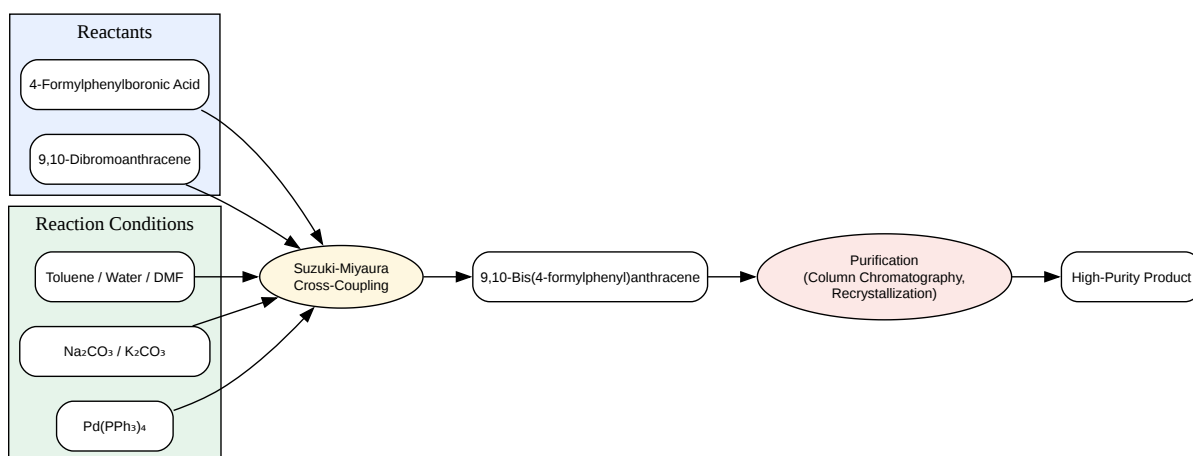 Reactants
4-Formylphenylboronic Acid
9,10-Dibromoanthracene
Reaction Conditions
Toluene / Water / DMF
Na₂CO₃ / K₂CO₃
Pd(PPh₃)₄
Suzuki-Miyaura
Cross-Coupling
9,10-Bis(4-formylphenyl)anthracene
Purification
(Column Chromatography,
Recrystallization)
High-Purity Product